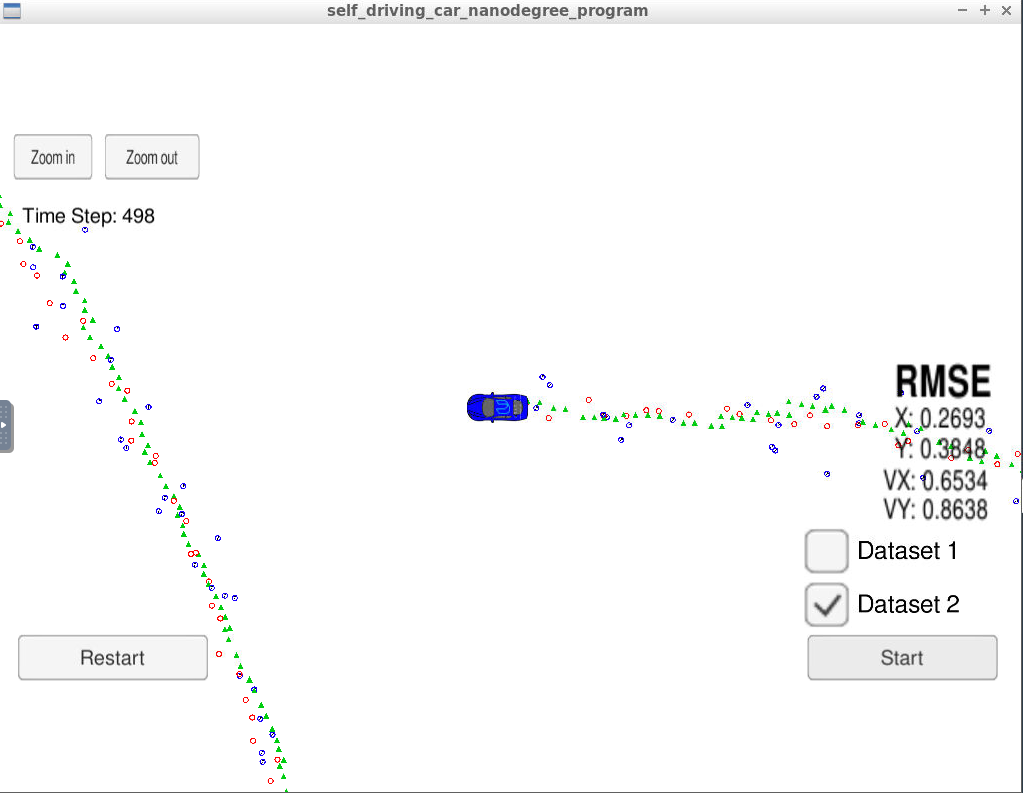 self_driving_car_nanodegree_program
Zoom in
Zoom out
Time Step: 498
RMSE
X: 0.2693
Y: 0.3848
VX: 0.6534
VY: 0.8638
Dataset 1
Dataset 2
Restart
Start